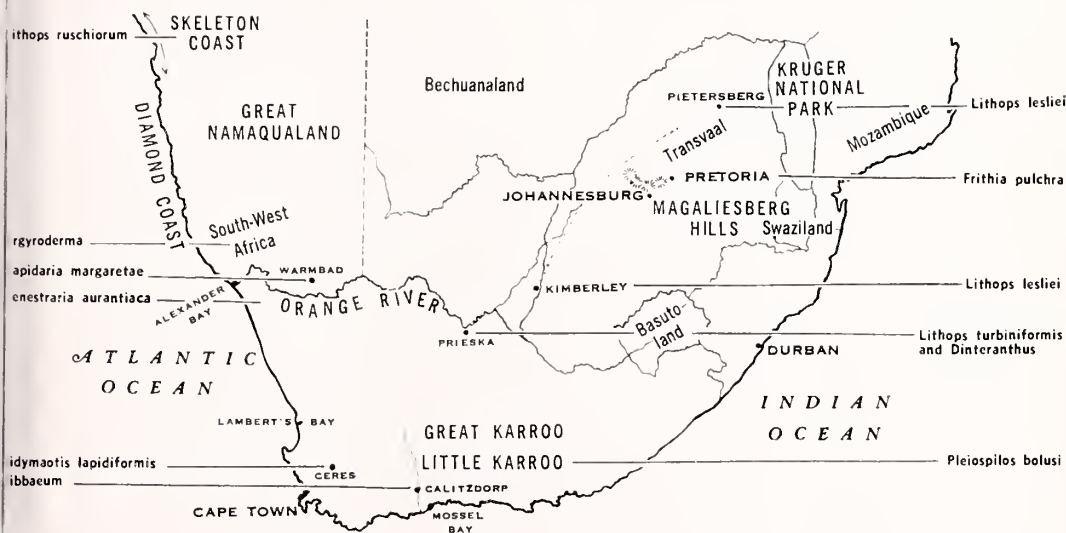 ithops ruschiorum
SKELETON
COAST
DIAMOND COAST
GREAT
NAMAQUALAND
Bechuanaland
KRUGER
NATIONAL
PARK
PIETERSBERG
Lithops lesliei
Transvaal
Mozambique
PRETORIA
Frithia pulchra
JOHANNESBURG
MAGALIESBERG
HILLS
Swaziland
South-West
Africa
rgyroderma
apidaria margaretae
WARMBAD
enestraria aurantiaca
ALEXANDER
BAY
ORANGE RIVER
KIMBERLEY
Lithops lesliei
Basuto-
land
PRIESKA
Lithops turbiniformis
and Dinteranthus
DURBAN
ATLANTIC
OCEAN
INDIAN
OCEAN
LAMBERT'S BAY
GREAT KARROO
LITTLE KARROO
Pleiospilos bolusi
idymaotis lapidiformis
CERES
ibbaeum
CALITZDORP
CAPE TOWN
MOSSEL
BAY